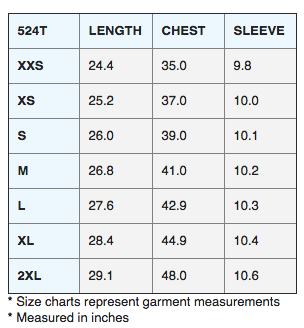 524T LENGTH CHEST SLEEVE
XXS 24.4 35.0 9.8
XS 25.2 37.0 10.0
S 26.0 39.0 10.1
M 26.8 41.0 10.2
L 27.6 42.9 10.3
XL 28.4 44.9 10.4
2XL 29.1 48.0 10.6
* Size charts represent garment measurements
* Measured in inches